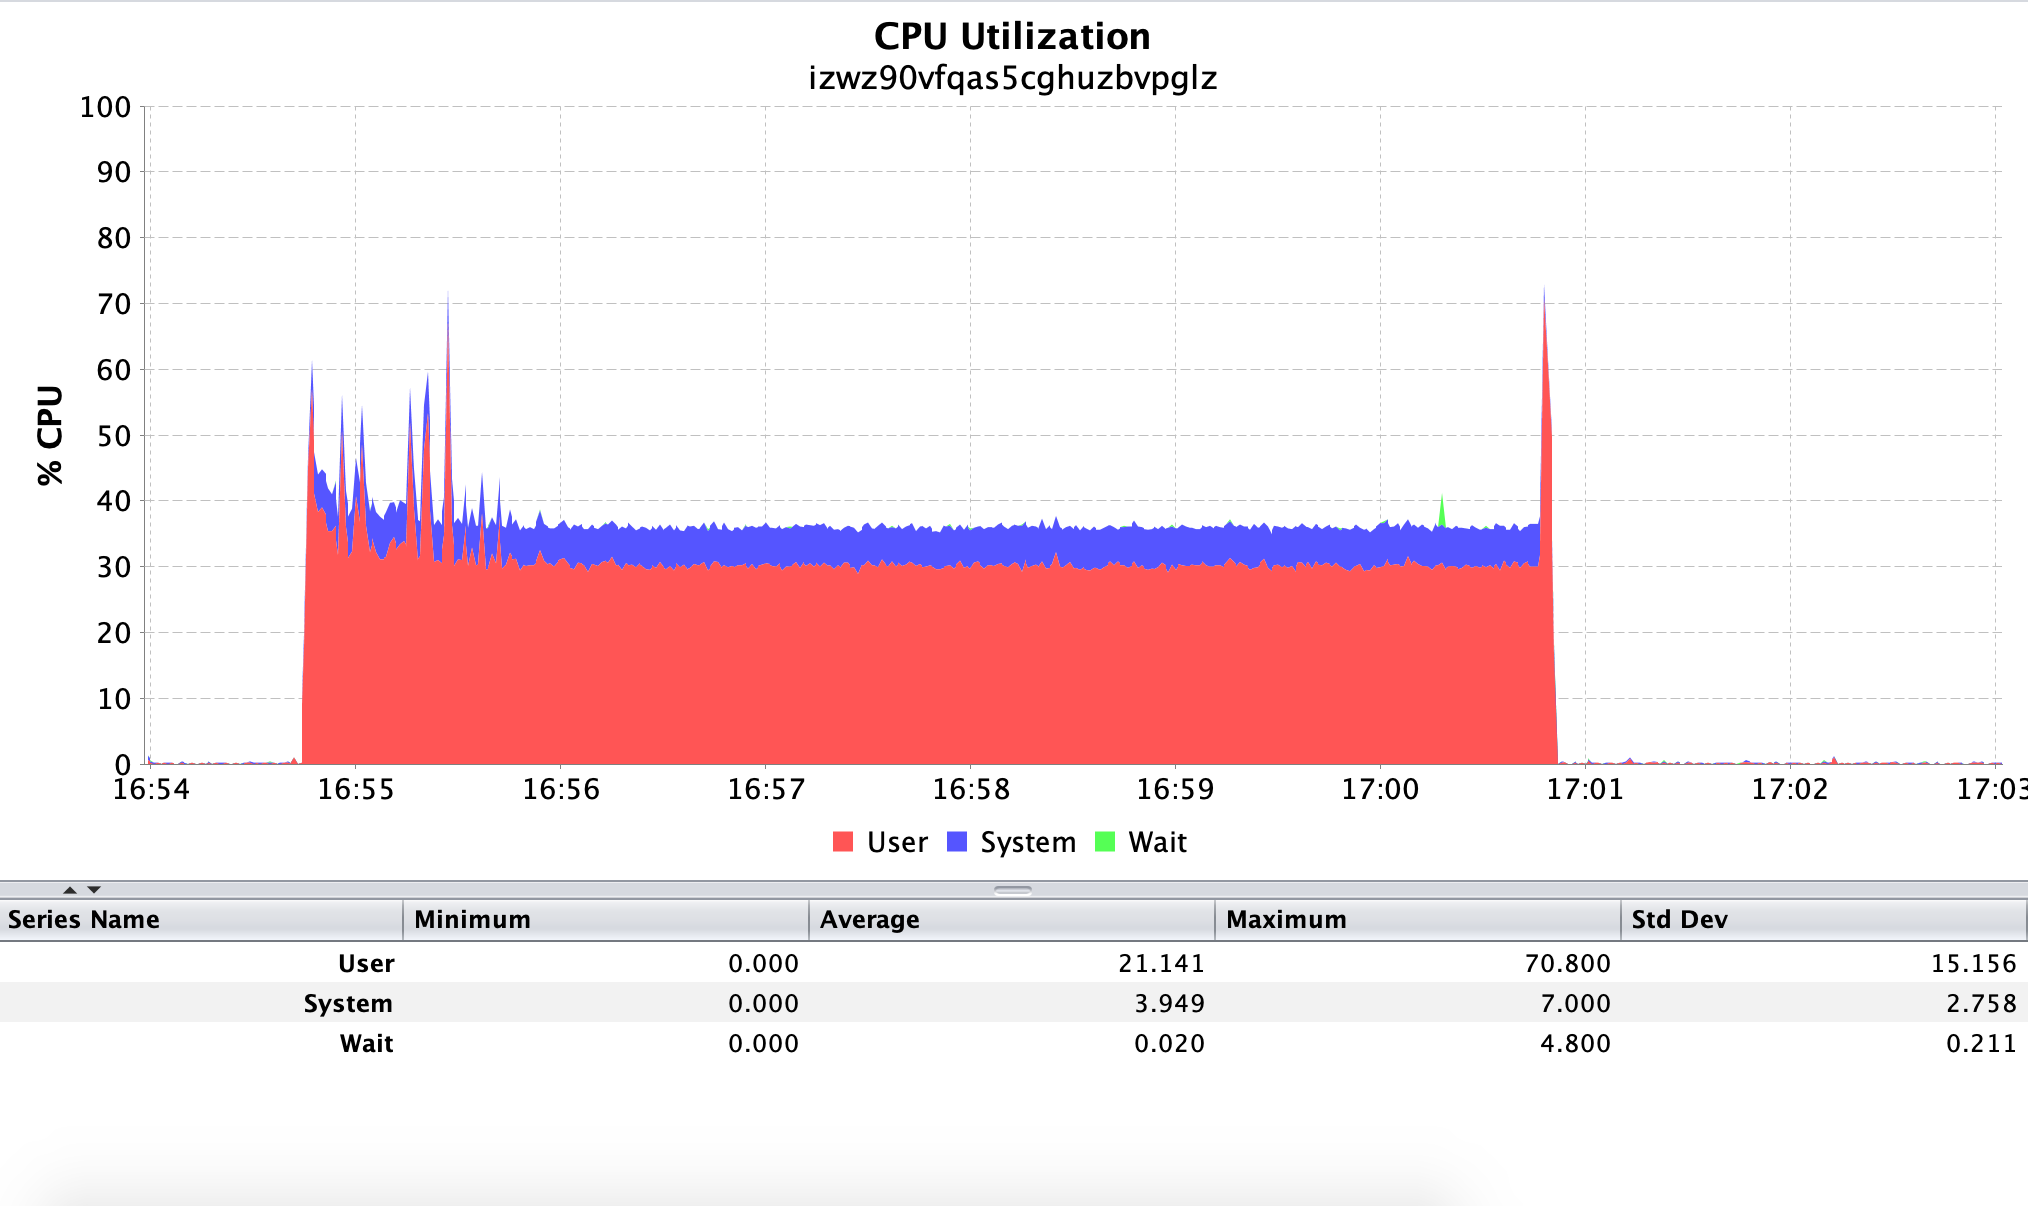 CPU Utilization
izwz90vfqas5cghuzbvpglz
100
90
80
70
60
50
40
30
20
10
0
% CPU
16:54 16:55 16:56 16:57 16:58 16:59 17:00 17:01 17:02 17:03
User System Wait
Series Name Minimum Average Maximum Std Dev
User 0.000 21.141 70.800 15.156
System 0.000 3.949 7.000 2.758
Wait 0.000 0.020 4.800 0.211